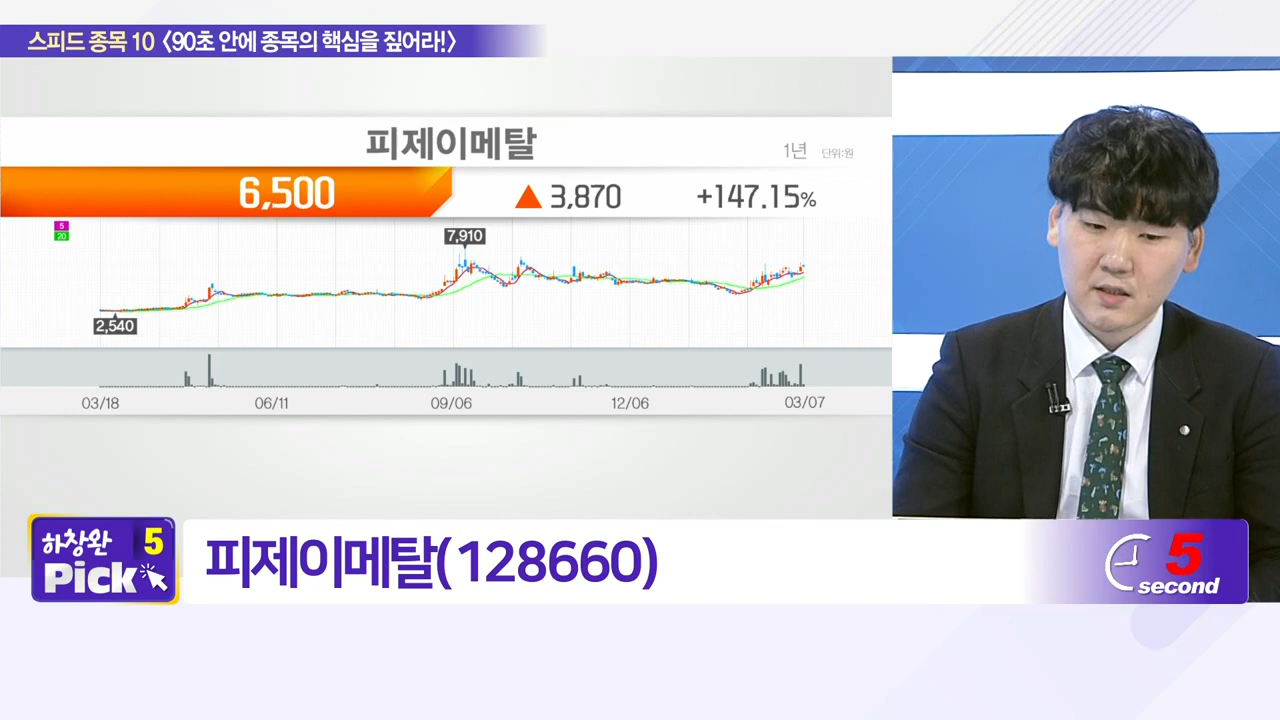 스피드 종목 10 〈90초 안에 종목의 핵심을 짚어라!〉
피제이메탈
1년 단위:원
6,500 ▲ 3,870 +147.15%
5
20
7,910
2,540
03/18 06/11 09/06 12/06 03/07
하창완 5
Pick
피제이메탈(128660)
5
second